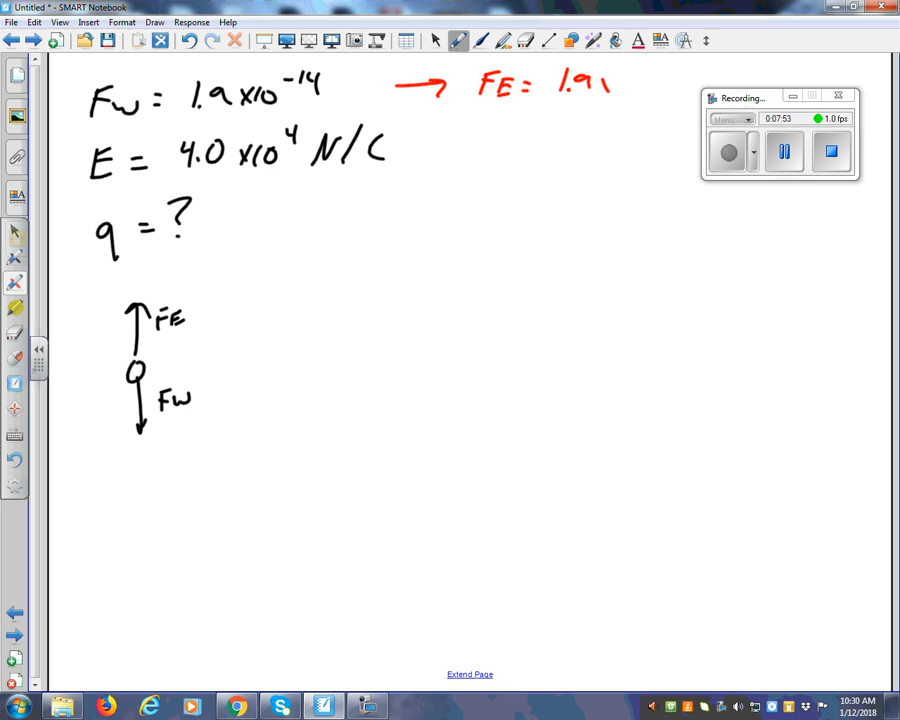 Untitled * - SMART Notebook
File Edit View Insert Format Draw Response Help
Fw = 1.9 x10^-14 → FE = 1.9
E = 4.0 x10^4 N/C
q = ?
FE
Fw
Recording...
Menu 0:07:53 1.0 fps
Extend Page
10:30 AM
1/12/2018